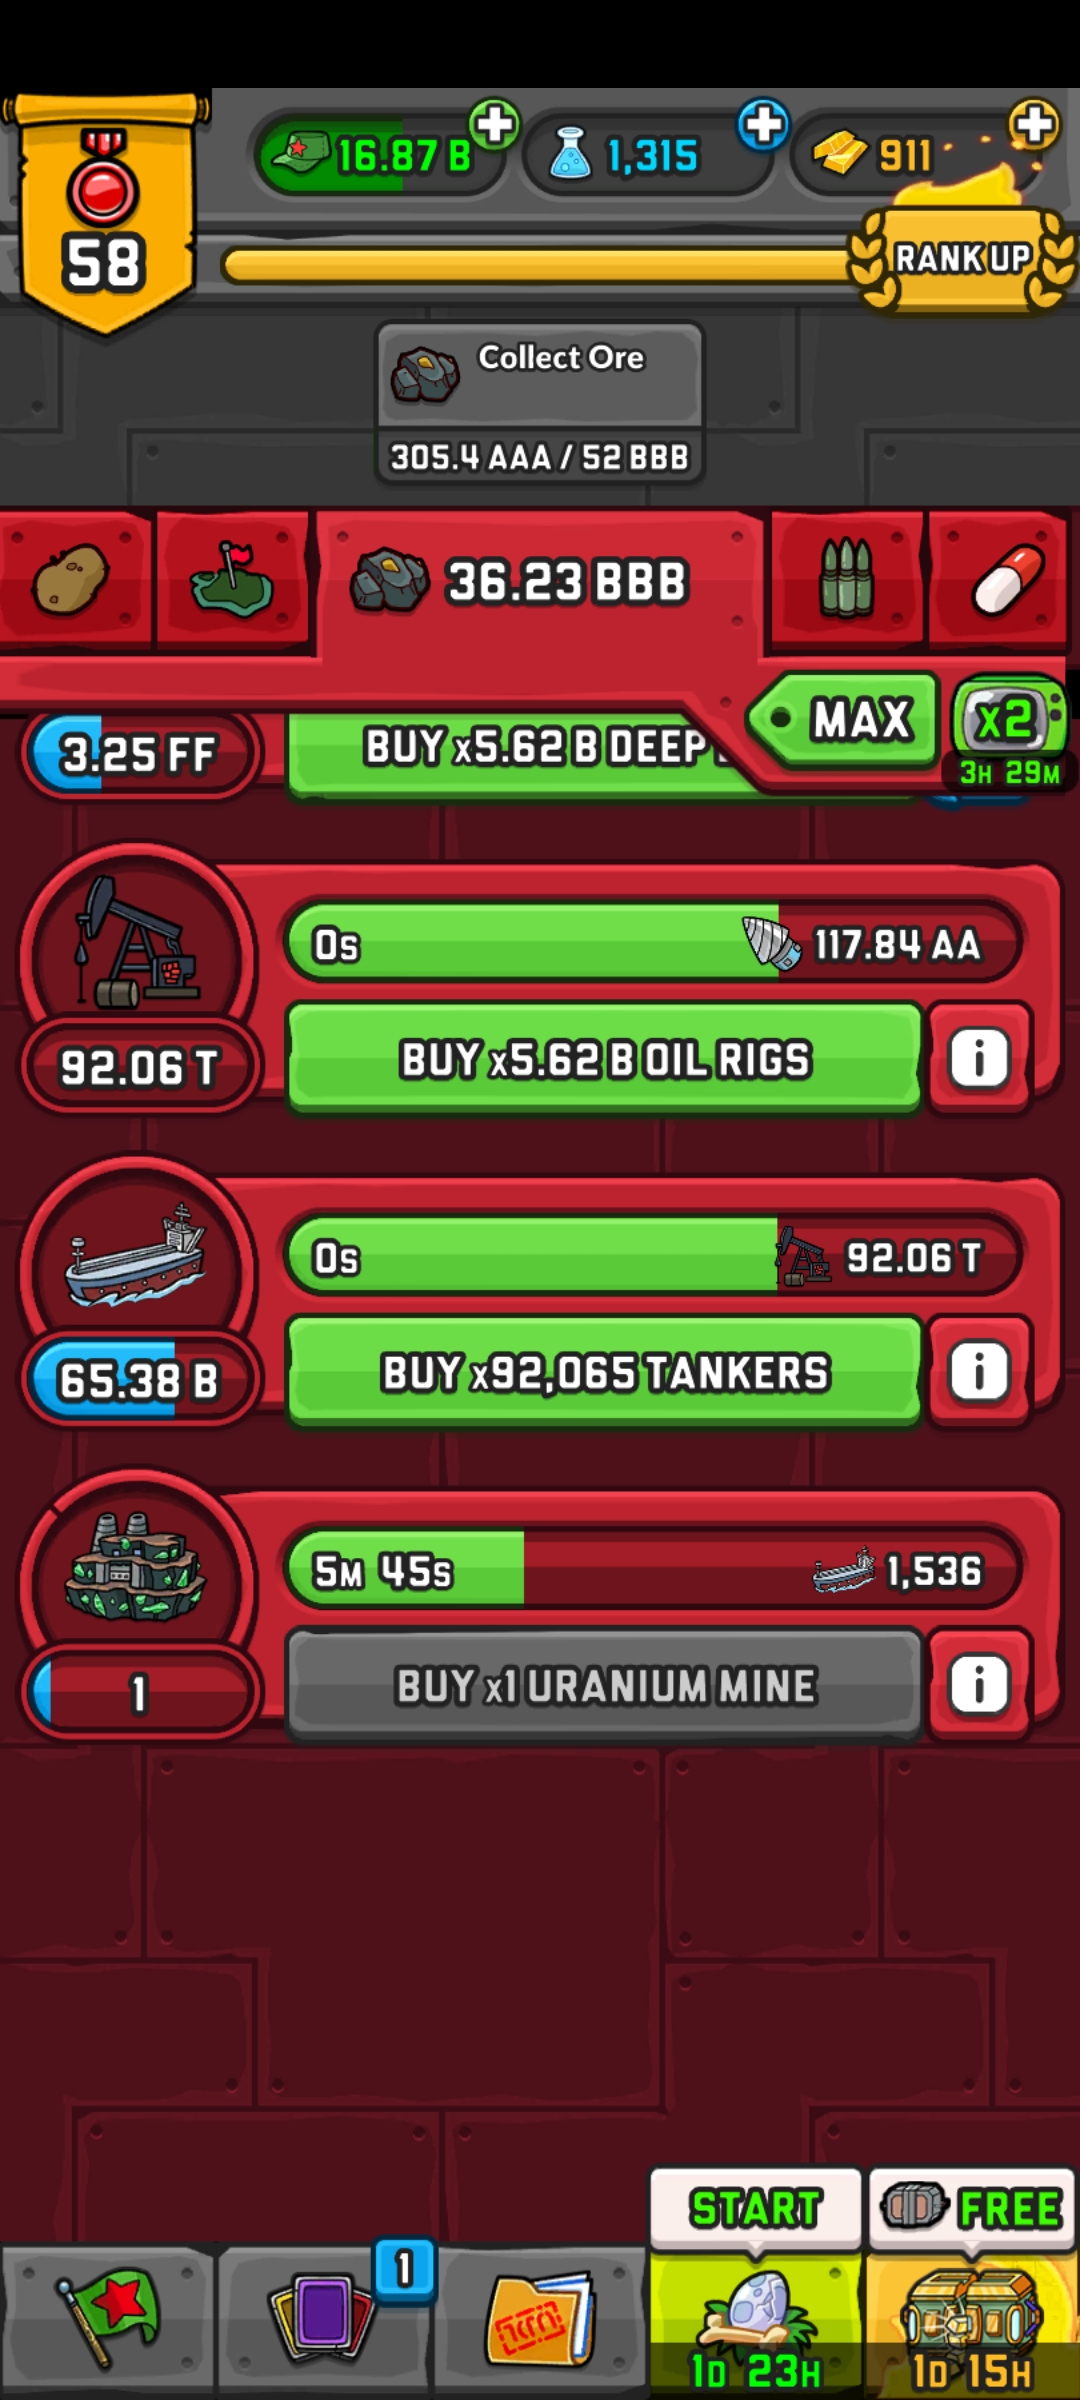 16.87 B
1,315
911
58
RANK UP
Collect Ore
305.4 AAA / 52 BBB
36.23 BBB
MAX
x2
3H 29M
3.25 FF
BUY x5.62 B DEEP
0s
117.84 AA
92.06 T
BUY x5.62 B OIL RIGS
i
0s
92.06 T
65.38 B
BUY x92,065 TANKERS
i
5M 45s
1,536
1
BUY x1 URANIUM MINE
i
START
FREE
1
1D 23H
1D 15H